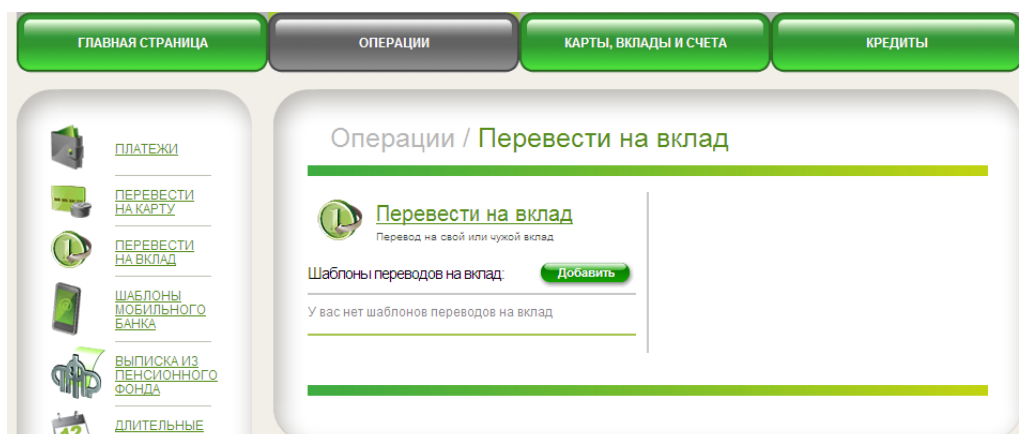 ГЛАВНАЯ СТРАНИЦА
ОПЕРАЦИИ
КАРТЫ, ВКЛАДЫ И СЧЕТА
КРЕДИТЫ
ПЛАТЕЖИ
ПЕРЕВЕСТИ
НА КАРТУ
ПЕРЕВЕСТИ
НА ВКЛАД
ШАБЛОНЫ
МОБИЛЬНОГО
БАНКА
ВЫПИСКА ИЗ
ПЕНСИОННОГО
ФОНДА
12
ДЛИТЕЛЬНЫЕ
Операции / Перевести на вклад
Перевести на вклад
Перевод на свой или чужой вклад
Шаблоны переводов на вклад:
Добавить
У вас нет шаблонов переводов на вклад